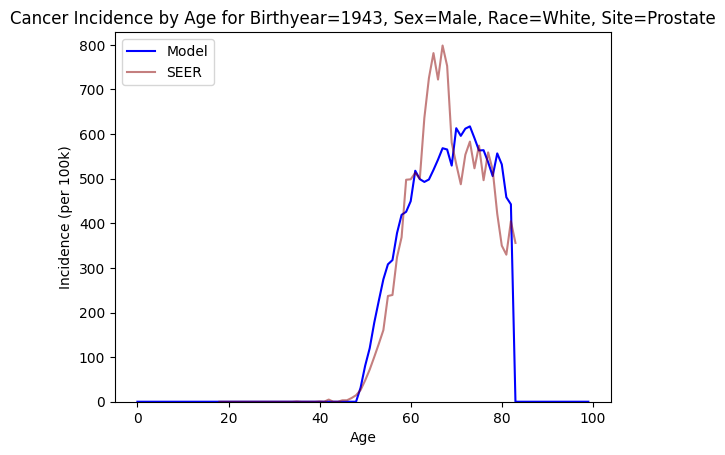 Cancer Incidence by Age for Birthyear=1943, Sex=Male, Race=White, Site=Prostate
Model
SEER
800
700
600
500
400
300
200
100
0
Incidence (per 100k)
0 20 40 60 80 100
Age